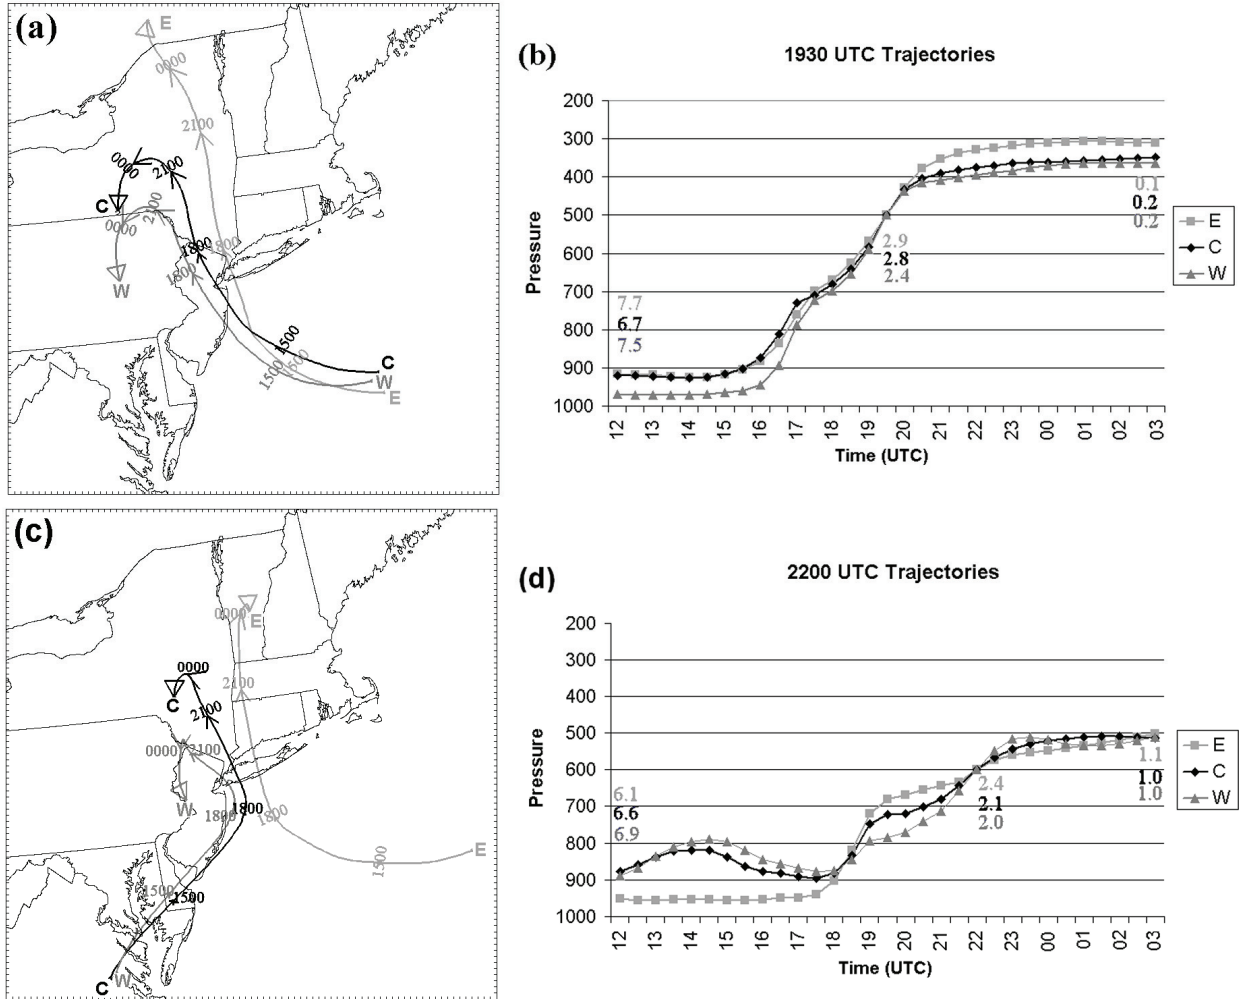 (a)
E
0000
2100
0000
2100
C
2100
0000
1800
1800
1800
W
1500
1500
1500
C
W
E
(b)
1930 UTC Trajectories
Pressure
200
300
400
500
600
700
800
900
1000
7.7
6.7
7.5
2.9
2.8
2.4
0.1
0.2
0.2
E
C
W
12 13 14 15 16 17 18 19 20 21 22 23 00 01 02 03
Time (UTC)
(c)
0000
E
0000
2100
C
2100
0000
2100
W
1800
1800
1800
1500
E
1500
1500
C
W
(d)
2200 UTC Trajectories
Pressure
200
300
400
500
600
700
800
900
1000
6.1
6.6
6.9
2.4
2.1
2.0
1.1
1.0
1.0
E
C
W
12 13 14 15 16 17 18 19 20 21 22 23 00 01 02 03
Time (UTC)